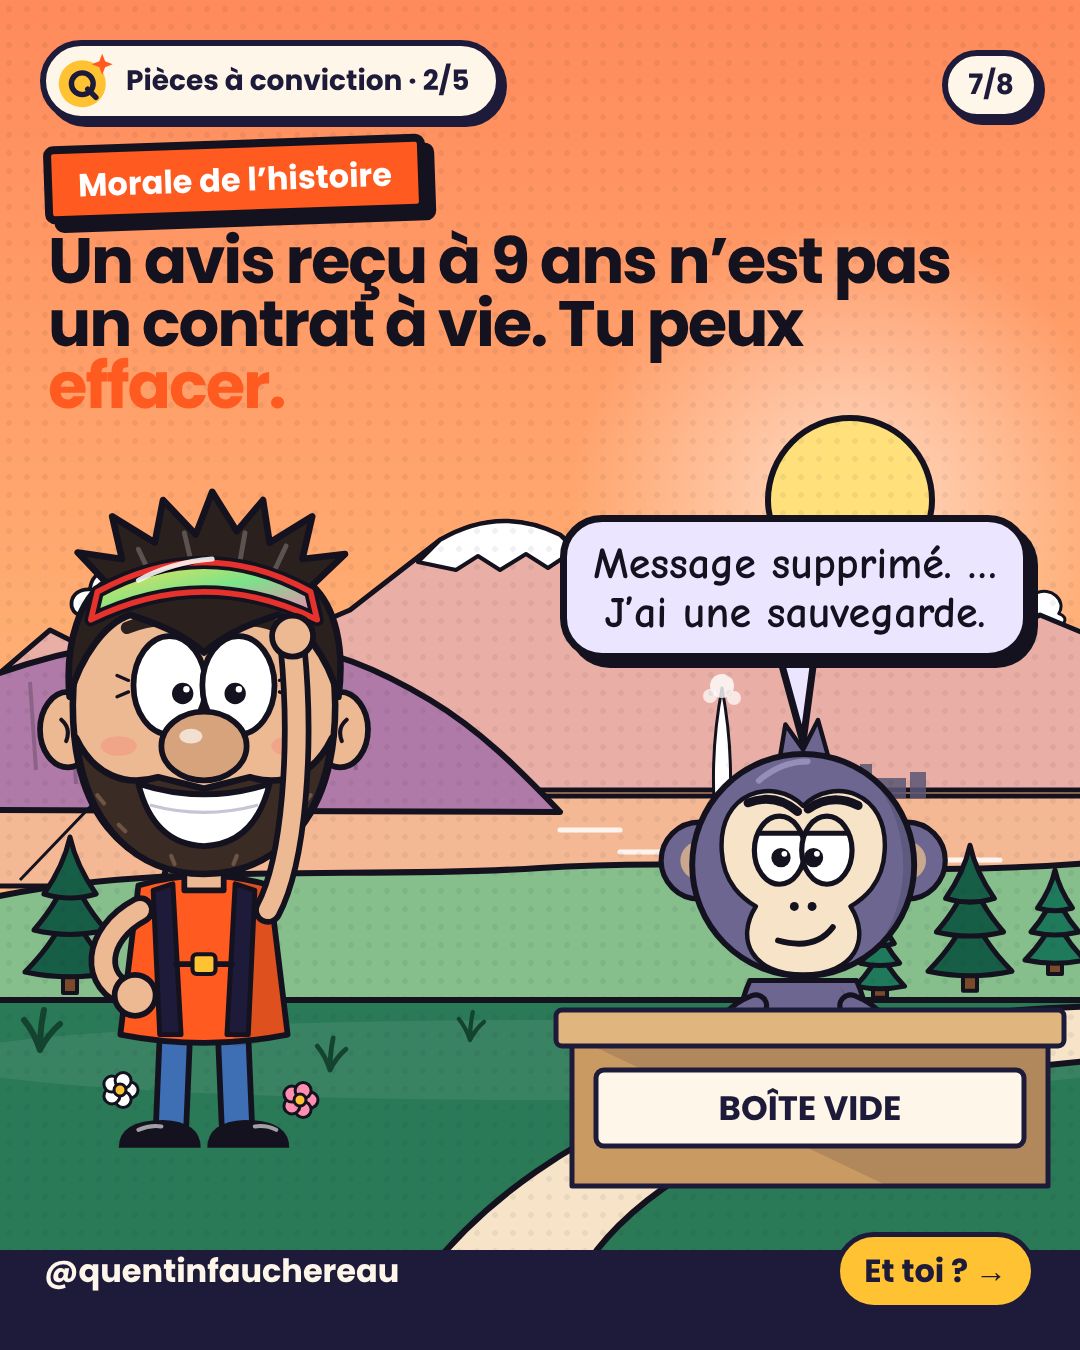 Q Pièces à conviction · 2/5
7/8
Morale de l’histoire
Un avis reçu à 9 ans n’est pas
un contrat à vie. Tu peux
effacer.
Message supprimé. ...
J’ai une sauvegarde.
BOÎTE VIDE
@quentinfauchereau
Et toi ? →